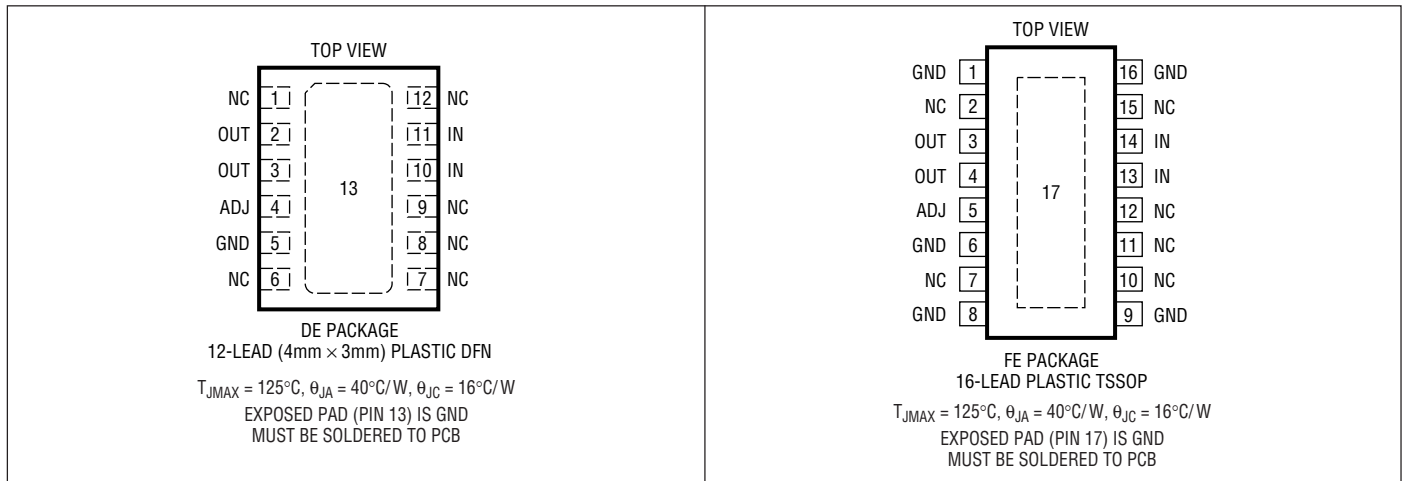 TOP VIEW
NC 1 12 NC
OUT 2 11 IN
OUT 3 10 IN
13
ADJ 4 9 NC
GND 5 8 NC
NC 6 7 NC
DE PACKAGE
12-LEAD (4mm × 3mm) PLASTIC DFN
TJMAX = 125°C, θJA = 40°C/W, θJC = 16°C/W
EXPOSED PAD (PIN 13) IS GND
MUST BE SOLDERED TO PCB
TOP VIEW
GND 1 16 GND
NC 2 15 NC
OUT 3 14 IN
OUT 4 13 IN
17
ADJ 5 12 NC
GND 6 11 NC
NC 7 10 NC
GND 8 9 GND
FE PACKAGE
16-LEAD PLASTIC TSSOP
TJMAX = 125°C, θJA = 40°C/W, θJC = 16°C/W
EXPOSED PAD (PIN 17) IS GND
MUST BE SOLDERED TO PCB